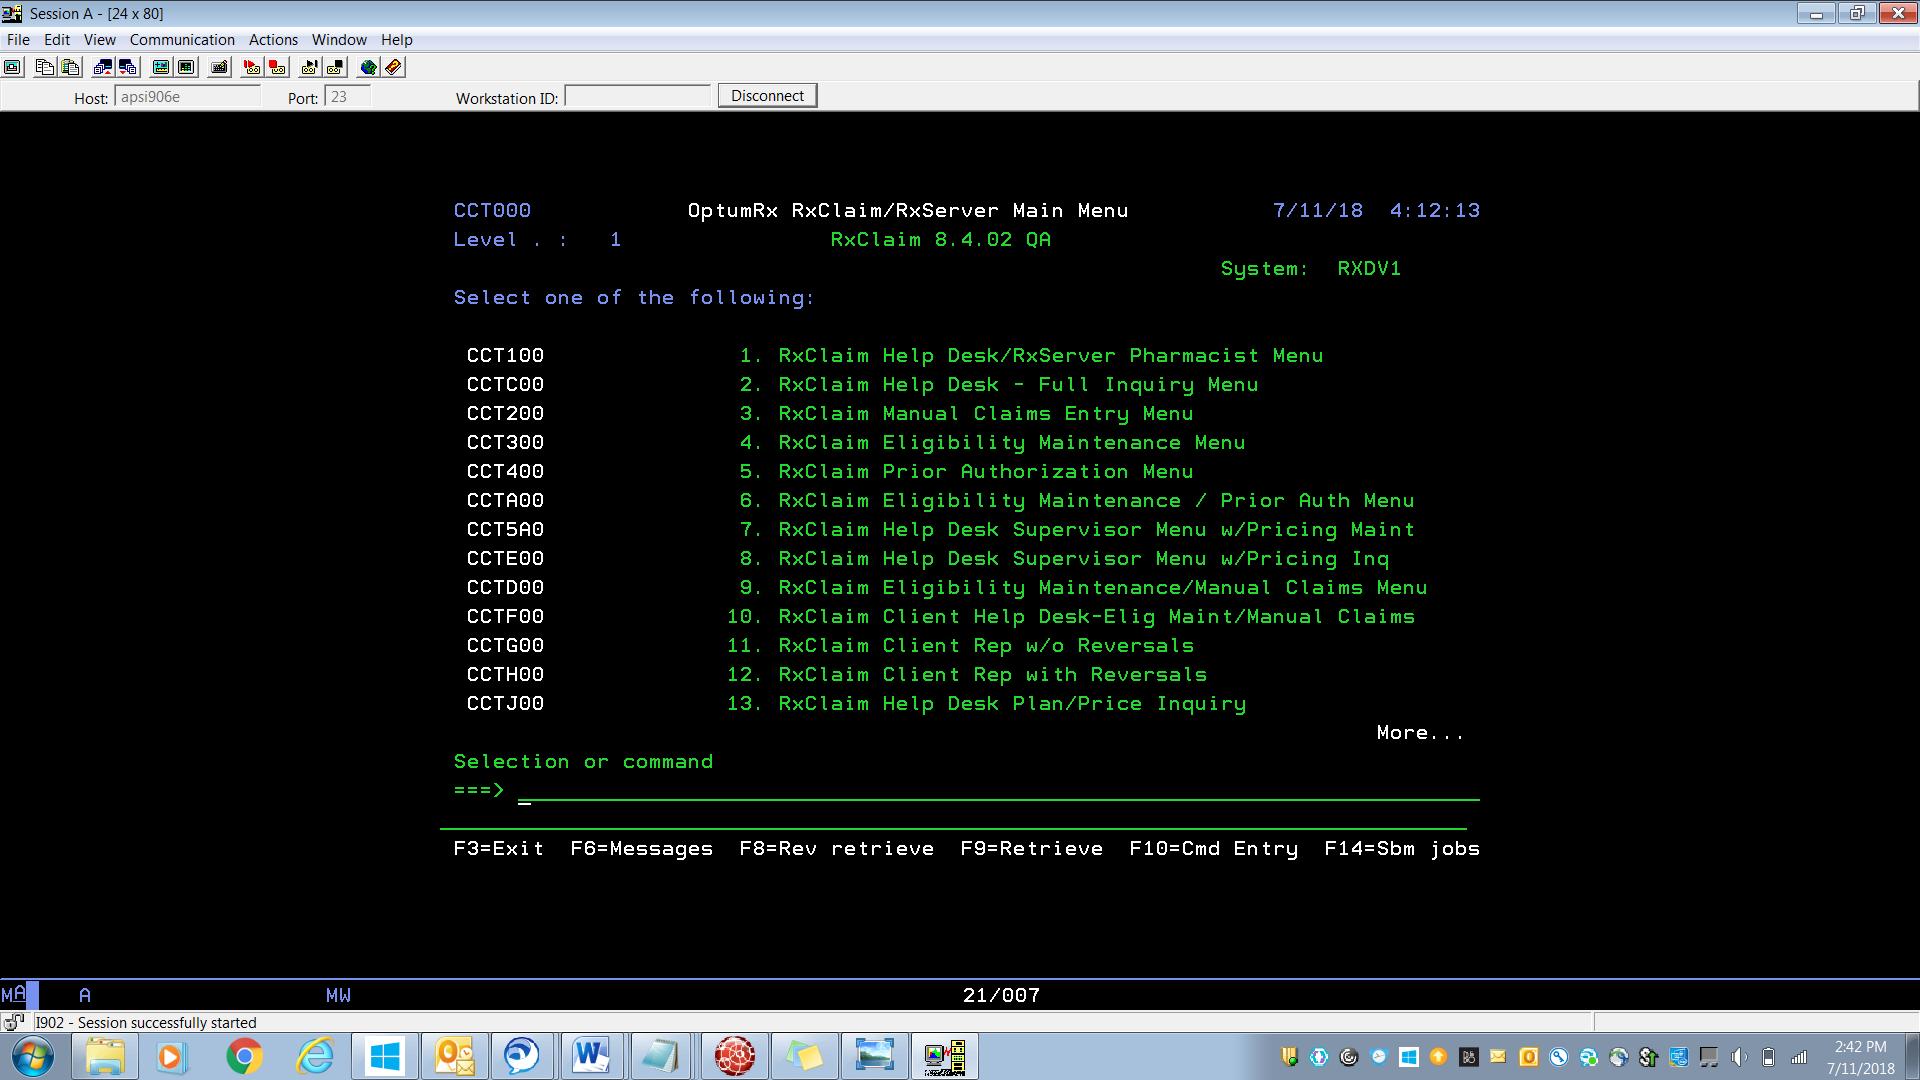 Session A - [24 x 80]
File Edit View Communication Actions Window Help
Host: apsi906e Port: 23 Workstation ID: Disconnect
CCT000 OptumRx RxClaim/RxServer Main Menu 7/11/18 4:12:13
Level . : 1 RxClaim 8.4.02 QA
System: RXDV1
Select one of the following:
CCT100 1. RxClaim Help Desk/RxServer Pharmacist Menu
CCTC00 2. RxClaim Help Desk - Full Inquiry Menu
CCT200 3. RxClaim Manual Claims Entry Menu
CCT300 4. RxClaim Eligibility Maintenance Menu
CCT400 5. RxClaim Prior Authorization Menu
CCTA00 6. RxClaim Eligibility Maintenance / Prior Auth Menu
CCT5A0 7. RxClaim Help Desk Supervisor Menu w/Pricing Maint
CCTE00 8. RxClaim Help Desk Supervisor Menu w/Pricing Inq
CCTD00 9. RxClaim Eligibility Maintenance/Manual Claims Menu
CCTF00 10. RxClaim Client Help Desk-Elig Maint/Manual Claims
CCTG00 11. RxClaim Client Rep w/o Reversals
CCTH00 12. RxClaim Client Rep with Reversals
CCTJ00 13. RxClaim Help Desk Plan/Price Inquiry
More...
Selection or command
===> _
F3=Exit F6=Messages F8=Rev retrieve F9=Retrieve F10=Cmd Entry F14=Sbm jobs
MA A MW 21/007
I902 - Session successfully started
2:42 PM
7/11/2018